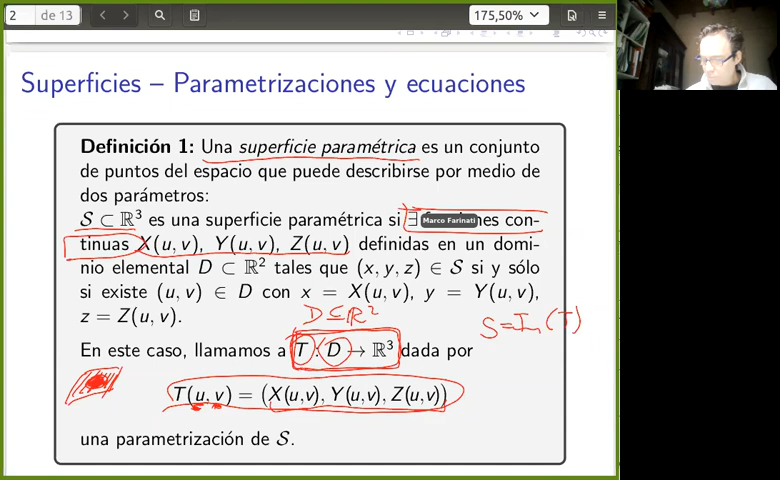 2 de 13
175,50%
Superficies – Parametrizaciones y ecuaciones
Definición 1: Una superficie paramétrica es un conjunto
de puntos del espacio que puede describirse por medio de
dos parámetros:
S ⊂ ℝ³ es una superficie paramétrica si ∃ Marco Farinati con-
tinuas X(u, v), Y(u, v), Z(u, v) definidas en un domi-
nio elemental D ⊂ ℝ² tales que (x, y, z) ∈ S si y sólo
si existe (u, v) ∈ D con x = X(u, v), y = Y(u, v),
z = Z(u, v).
D ⊆ ℝ²
S = Im (T)
En este caso, llamamos a T : D → ℝ³ dada por
T(u, v) = (X(u,v), Y(u,v), Z(u,v))
una parametrización de S.